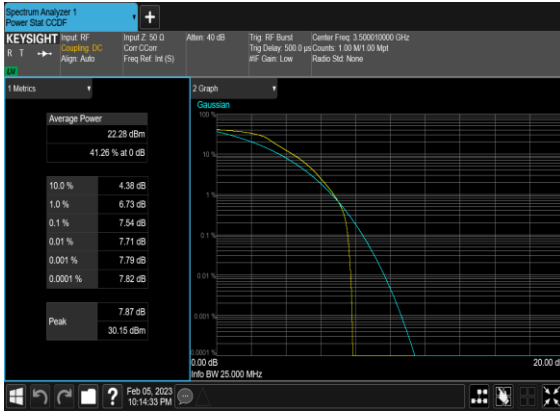 Spectrum Analyzer 1
Power Stat CCDF
+
KEYSIGHT
R T
Input: RF
Coupling: DC
Align: Auto
Input Z: 50 Ω
Corr CCorr
Freq Ref: Int (S)
Atten: 40 dB
Trig: RF Burst
Trig Delay: 500.0 µs
#IF Gain: Low
Center Freq: 3.500010000 GHz
Counts: 1.00 M/1.00 Mpt
Radio Std: None
1 Metrics
Average Power
22.28 dBm
41.26 % at 0 dB
10.0 % 4.38 dB
1.0 % 6.73 dB
0.1 % 7.54 dB
0.01 % 7.71 dB
0.001 % 7.79 dB
0.0001 % 7.82 dB
Peak
7.87 dB
30.15 dBm
2 Graph
Gaussian
100 %
10 %
1 %
0.1 %
0.01 %
0.001 %
0.0001 %
0.00 dB
20.00 d
Info BW 25.000 MHz
?
Feb 05, 2023
10:14:33 PM